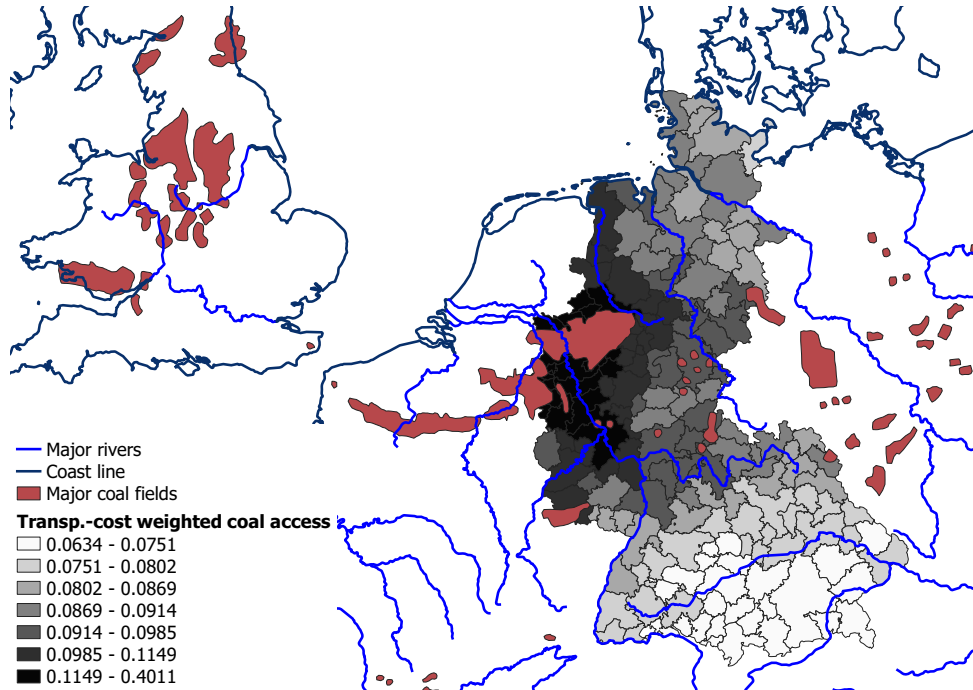 Major rivers
Coast line
Major coal fields
Transp.-cost weighted coal access
0.0634 - 0.0751
0.0751 - 0.0802
0.0802 - 0.0869
0.0869 - 0.0914
0.0914 - 0.0985
0.0985 - 0.1149
0.1149 - 0.4011